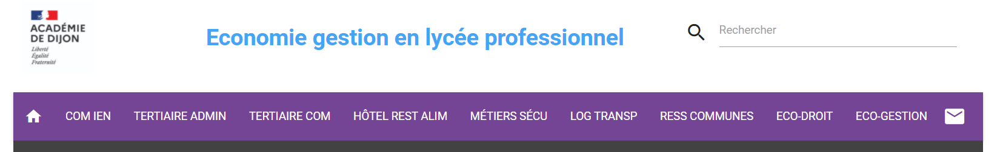 ACADÉMIE
DE DIJON
Liberté
Égalité
Fraternité
Economie gestion en lycée professionnel
Rechercher
COM IEN TERTIAIRE ADMIN TERTIAIRE COM HÔTEL REST ALIM MÉTIERS SÉCU LOG TRANSP RESS COMMUNES ECO-DROIT ECO-GESTION